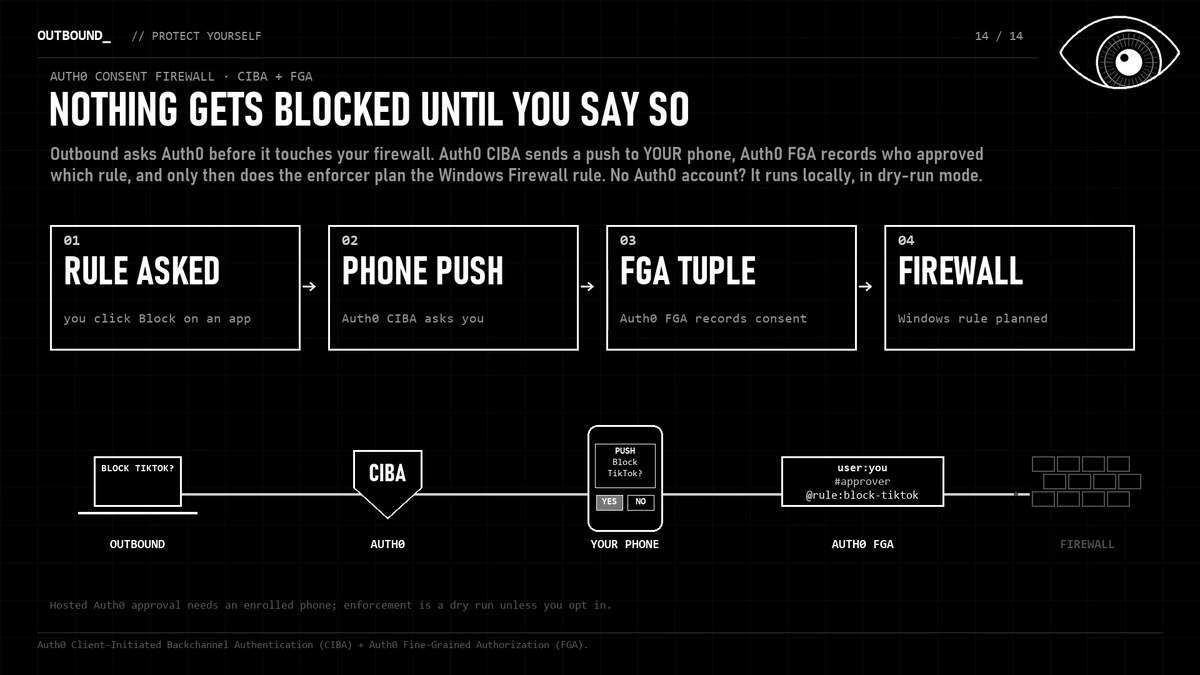 OUTBOUND_ // PROTECT YOURSELF 14 / 14
AUTH0 CONSENT FIREWALL · CIBA + FGA
NOTHING GETS BLOCKED UNTIL YOU SAY SO
Outbound asks Auth0 before it touches your firewall. Auth0 CIBA sends a push to YOUR phone, Auth0 FGA records who approved
which rule, and only then does the enforcer plan the Windows Firewall rule. No Auth0 account? It runs locally, in dry-run mode.
01
RULE ASKED
you click Block on an app
→
02
PHONE PUSH
Auth0 CIBA asks you
→
03
FGA TUPLE
Auth0 FGA records consent
→
04
FIREWALL
Windows rule planned
BLOCK TIKTOK?
OUTBOUND
CIBA
AUTH0
PUSH
Block
TikTok?
YES NO
YOUR PHONE
user:you
#approver
@rule:block-tiktok
AUTH0 FGA
FIREWALL
Hosted Auth0 approval needs an enrolled phone; enforcement is a dry run unless you opt in.
Auth0 Client-Initiated Backchannel Authentication (CIBA) + Auth0 Fine-Grained Authorization (FGA).